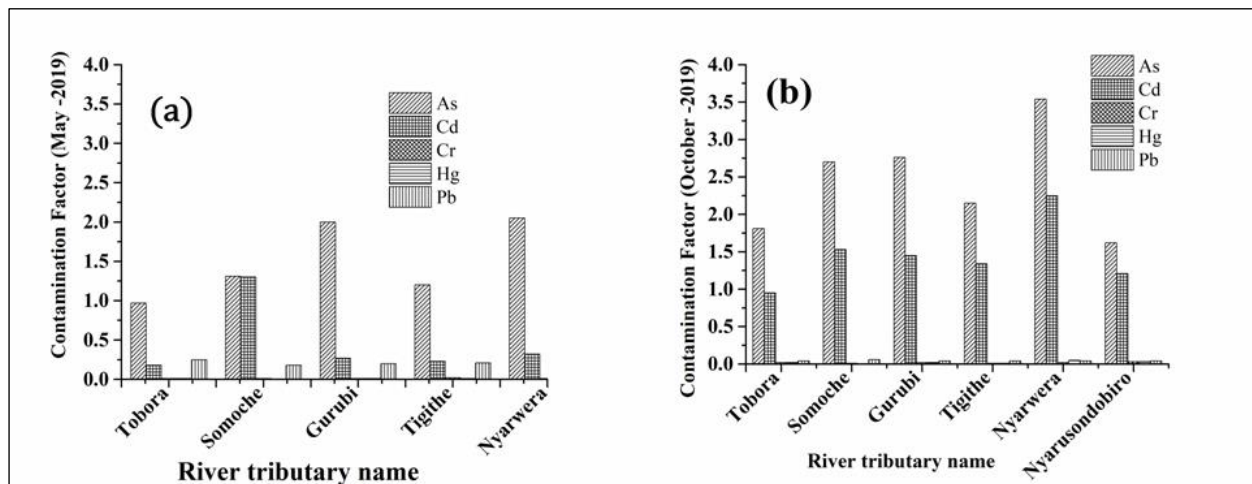 Contamination Factor (May -2019)
4.0
3.5
3.0
2.5
2.0
1.5
1.0
0.5
0.0
(a)
As
Cd
Cr
Hg
Pb
Tobora
Somoche
Gurubi
Tigithe
Nyarwera
River tributary name
Contamination Factor (October -2019)
4.0
3.5
3.0
2.5
2.0
1.5
1.0
0.5
0.0
(b)
As
Cd
Cr
Hg
Pb
Tobora
Somoche
Gurubi
Tigithe
Nyarwera
Nyarusondobiro
River tributary name